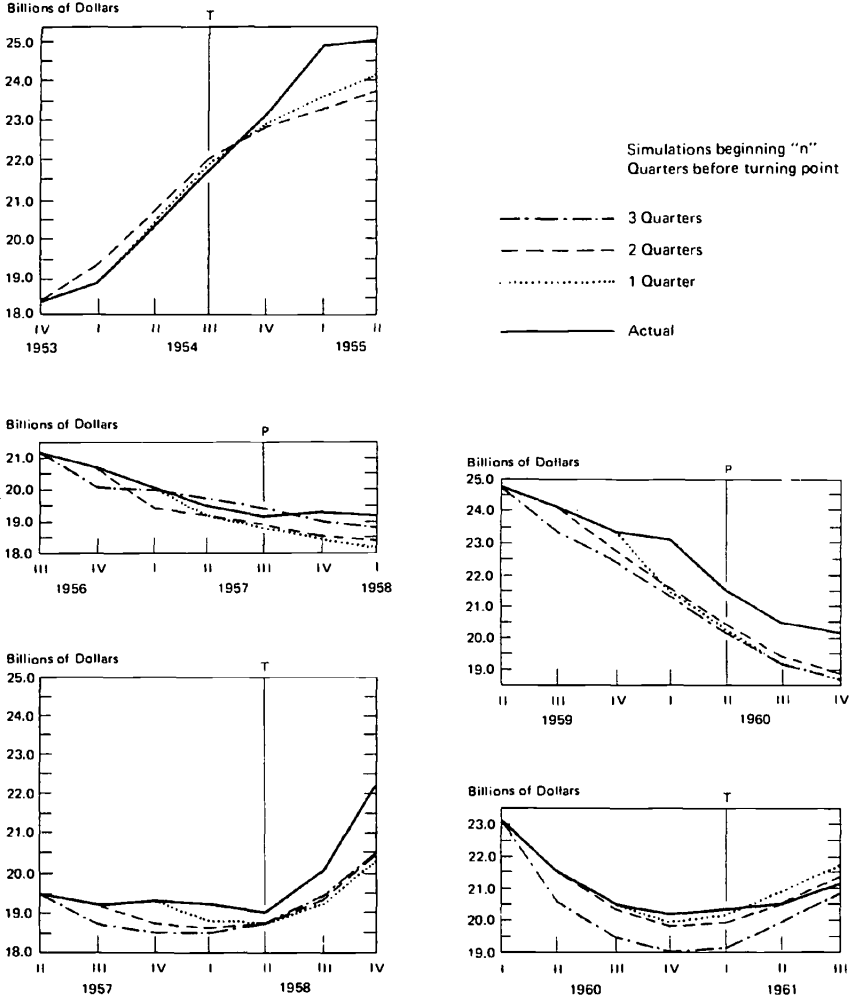 Billions of Dollars
T
25.0
24.0
23.0
22.0
21.0
20.0
19.0
18.0
IV I II III IV I II
1953 1954 1955
Simulations beginning "n"
Quarters before turning point
3 Quarters
2 Quarters
1 Quarter
Actual
Billions of Dollars
P
21.0
20.0
19.0
18.0
III IV I II III IV I
1956 1957 1958
Billions of Dollars
P
25.0
24.0
23.0
22.0
21.0
20.0
19.0
II III IV I II III IV
1959 1960
Billions of Dollars
T
25.0
24.0
23.0
22.0
21.0
20.0
19.0
18.0
II III IV I II III IV
1957 1958
Billions of Dollars
T
23.0
22.0
21.0
20.0
19.0
I II III IV I II III
1960 1961